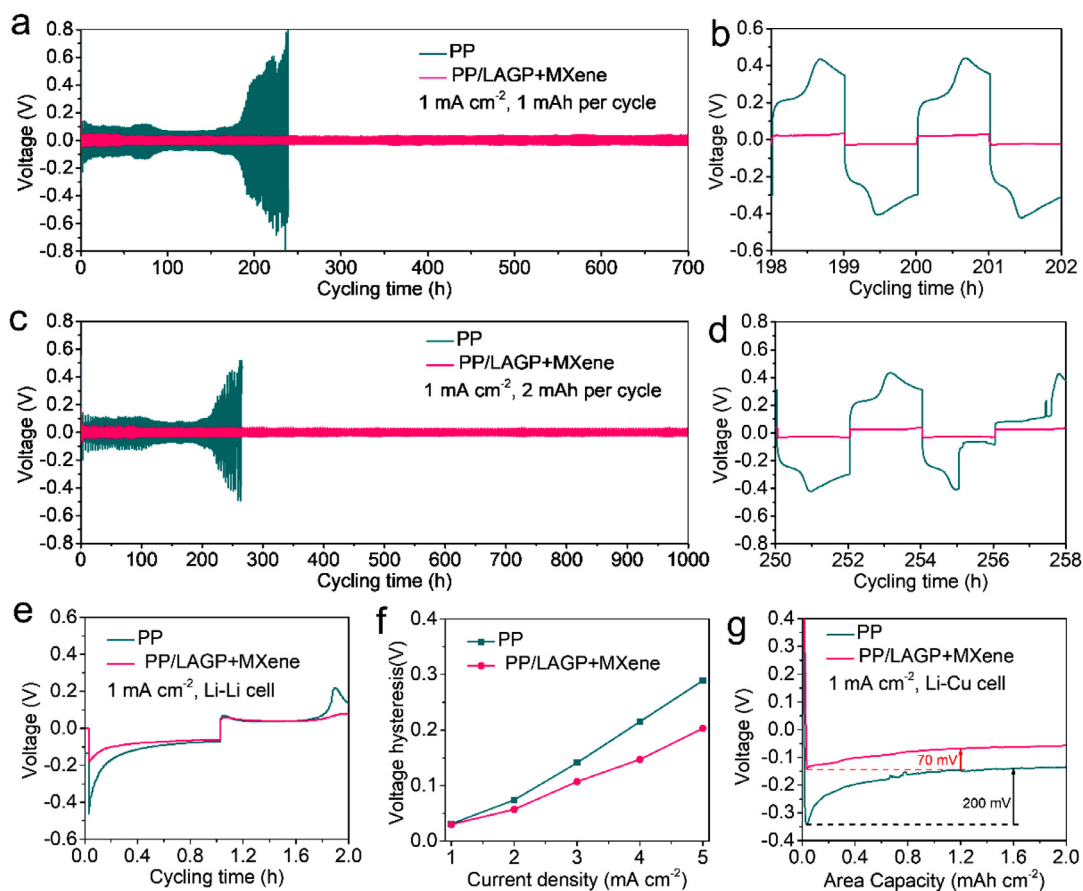 a
Voltage (V)
0.8
0.6
0.4
0.2
0.0
-0.2
-0.4
-0.6
-0.8
PP
PP/LAGP+MXene
1 mA cm⁻², 1 mAh per cycle
0 100 200 300 400 500 600 700
Cycling time (h)
b
Voltage (V)
0.6
0.4
0.2
0.0
-0.2
-0.4
-0.6
198 199 200 201 202
Cycling time (h)
c
Voltage (V)
0.8
0.6
0.4
0.2
0.0
-0.2
-0.4
-0.6
-0.8
PP
PP/LAGP+MXene
1 mA cm⁻², 2 mAh per cycle
0 100 200 300 400 500 600 700 800 900 1000
Cycling time (h)
d
Voltage (V)
0.8
0.6
0.4
0.2
0.0
-0.2
-0.4
-0.6
-0.8
250 252 254 256 258
Cycling time (h)
e
Voltage (V)
0.6
0.4
0.2
0.0
-0.2
-0.4
-0.6
PP
PP/LAGP+MXene
1 mA cm⁻², Li-Li cell
0.0 0.4 0.8 1.2 1.6 2.0
Cycling time (h)
f
Voltage hysteresis(V)
0.4
0.3
0.2
0.1
0.0
PP
PP/LAGP+MXene
1 2 3 4 5
Current density (mA cm⁻²)
g
Voltage (V)
0.4
0.3
0.2
0.1
0.0
-0.1
-0.2
-0.3
-0.4
PP
PP/LAGP+MXene
1 mA cm⁻², Li-Cu cell
70 mV
200 mV
0.0 0.4 0.8 1.2 1.6 2.0
Area Capacity (mAh cm⁻²)